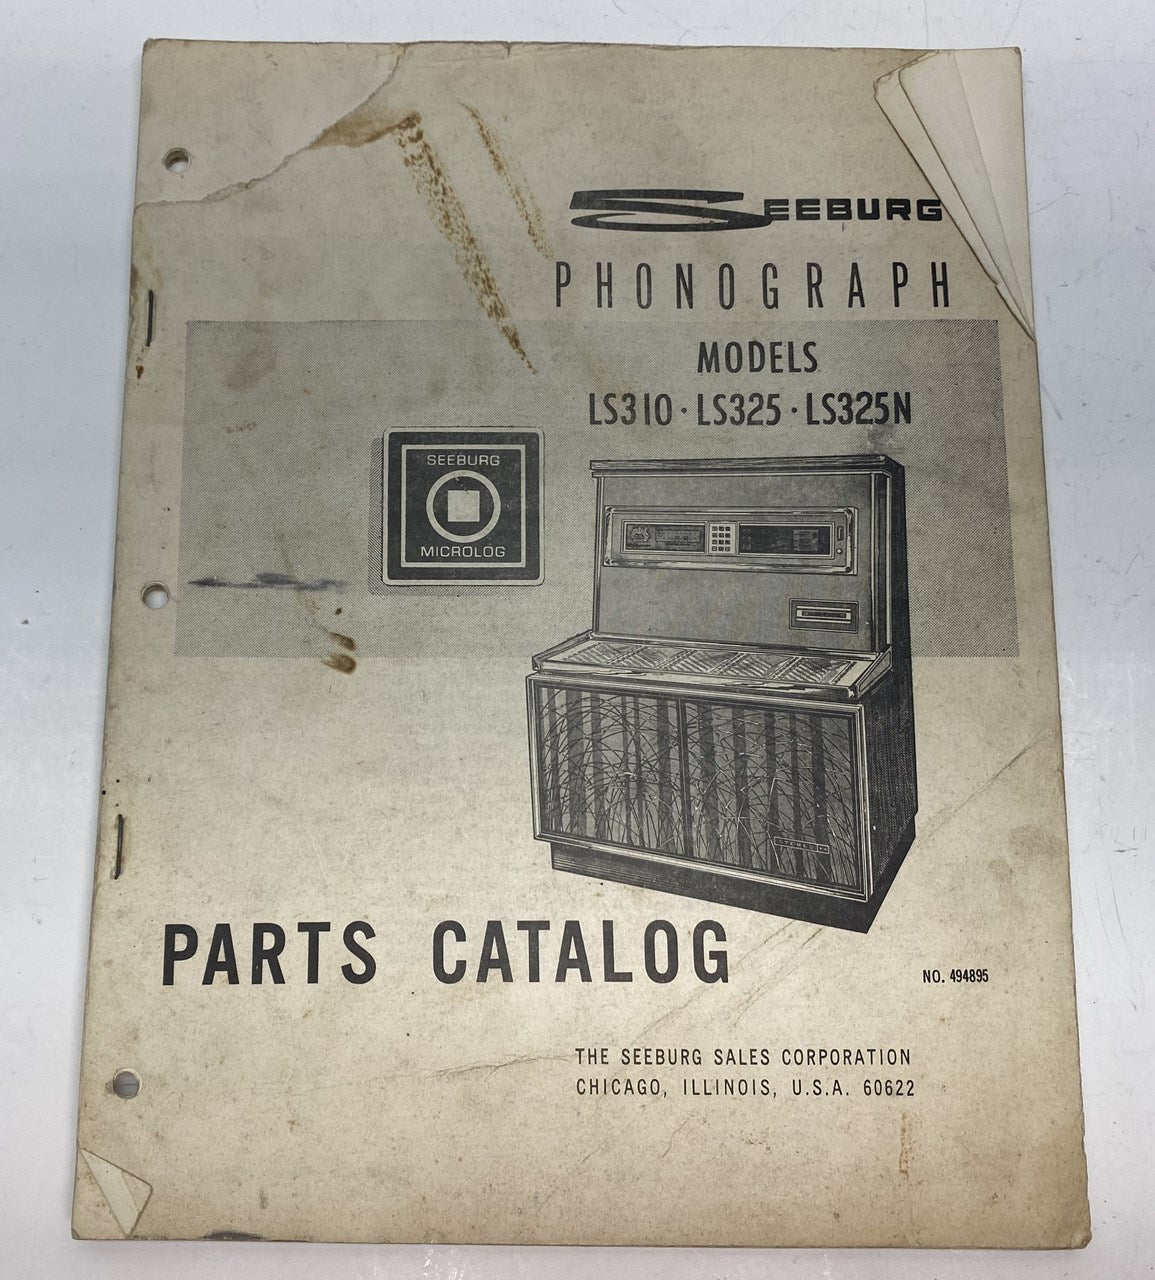 SEEBURG
PHONOGRAPH
MODELS
LS310 · LS325 · LS325N
SEEBURG
MICROLOG
STEREO
PARTS CATALOG
NO. 494895
THE SEEBURG SALES CORPORATION
CHICAGO, ILLINOIS, U.S.A. 60622